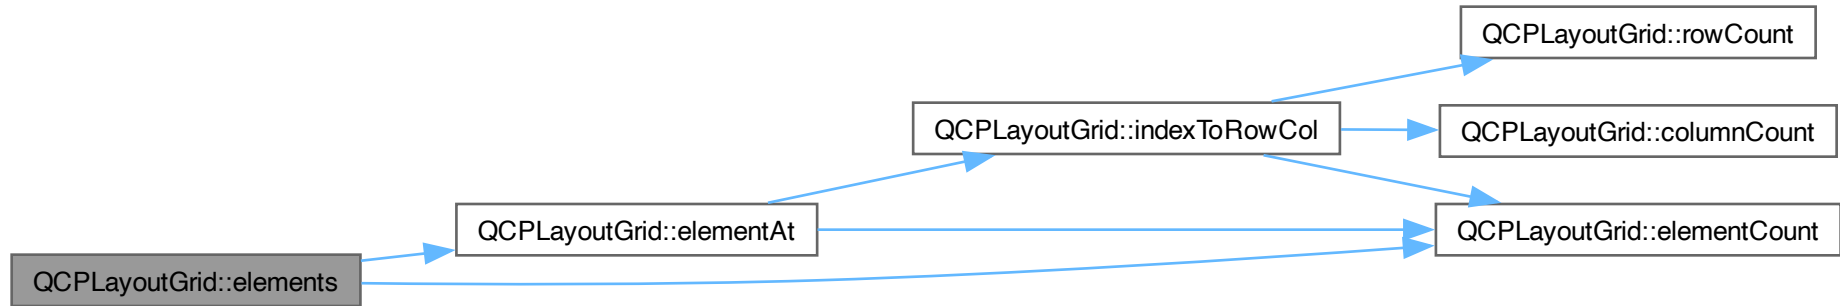 QCPLayoutGrid::rowCount
QCPLayoutGrid::indexToRowCol
QCPLayoutGrid::columnCount
QCPLayoutGrid::elementAt
QCPLayoutGrid::elementCount
QCPLayoutGrid::elements